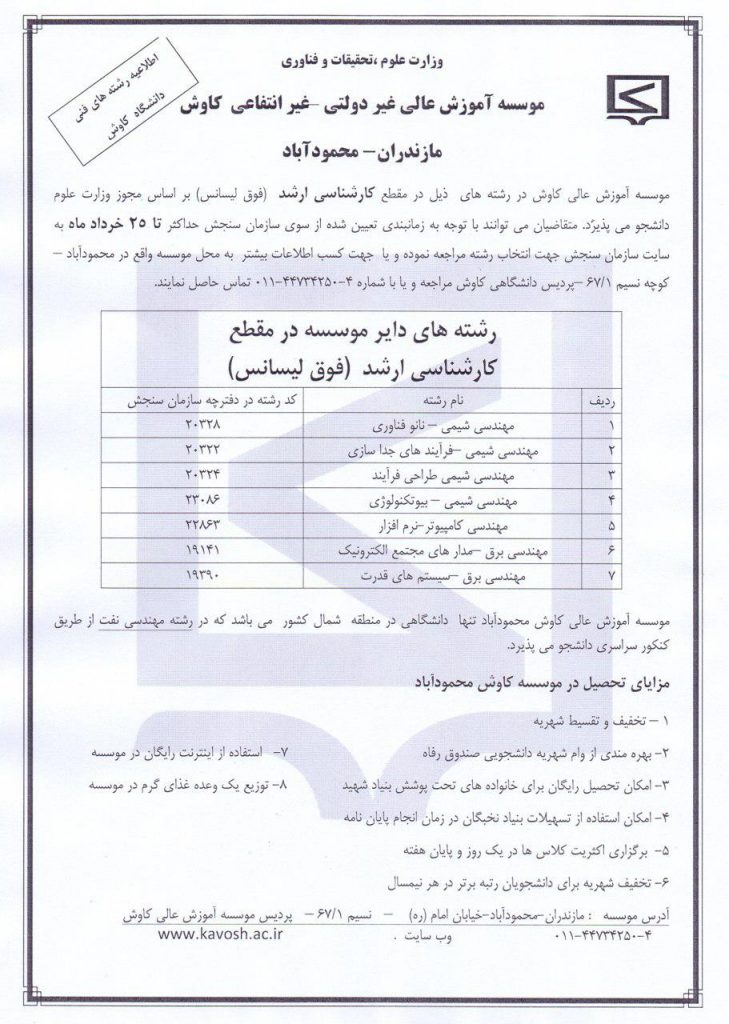 وزارت علوم ،تحقیقات و فناوری
موسسه آموزش عالی غیر دولتی –غیر انتفاعی کاوش
مازندران– محمودآباد
اطلاعیه رشته های فنی
دانشگاه کاوش
موسسه آموزش عالی کاوش در رشته های ذیل در مقطع کارشناسی ارشد (فوق لیسانس) بر اساس مجوز وزارت علوم
دانشجو می پذیرد. متقاضیان می توانند با توجه به زمانبندی تعیین شده از سوی سازمان سنجش حداکثر تا ۲۵ خرداد ماه به
سایت سازمان سنجش جهت انتخاب رشته مراجعه نموده و یا جهت کسب اطلاعات بیشتر به محل موسسه واقع در محمودآباد –
کوچه نسیم ۶۷/۱ –پردیس دانشگاهی کاوش مراجعه و یا با شماره ۴-۴۴۷۳۴۲۵۰-۰۱۱ تماس حاصل نمایند.
رشته های دایر موسسه در مقطع
کارشناسی ارشد (فوق لیسانس)
ردیف نام رشته کد رشته در دفترچه سازمان سنجش
۱ مهندسی شیمی – نانو فناوری ۲۰۳۲۸
۲ مهندسی شیمی –فرآیند های جدا سازی ۲۰۳۲۲
۳ مهندسی شیمی طراحی فرآیند ۲۰۳۲۴
۴ مهندسی شیمی – بیوتکنولوژی ۲۳۰۸۶
۵ مهندسی کامپیوتر-نرم افزار ۲۲۸۶۳
۶ مهندسی برق –مدار های مجتمع الکترونیک ۱۹۱۴۱
۷ مهندسی برق –سیستم های قدرت ۱۹۳۹۰
موسسه آموزش عالی کاوش محمودآباد تنها دانشگاهی در منطقه شمال کشور می باشد که در رشته مهندسی نفت از طریق
کنکور سراسری دانشجو می پذیرد.
مزایای تحصیل در موسسه کاوش محمودآباد
۱ – تخفیف و تقسیط شهریه
۲- بهره مندی از وام شهریه دانشجویی صندوق رفاه
۳- امکان تحصیل رایگان برای خانواده های تحت پوشش بنیاد شهید
۴- امکان استفاده از تسهیلات بنیاد نخبگان در زمان انجام پایان نامه
۵- برگزاری اکثریت کلاس ها در یک روز و پایان هفته
۶- تخفیف شهریه برای دانشجویان رتبه برتر در هر نیمسال
۷- استفاده از اینترنت رایگان در موسسه
۸- توزیع یک وعده غذای گرم در موسسه
آدرس موسسه : مازندران-محمودآباد-خیابان امام (ره) – نسیم ۶۷/۱ – پردیس موسسه آموزش عالی کاوش
۰۱۱-۴۴۷۳۴۲۵۰-۴ وب سایت . www.kavosh.ac.ir